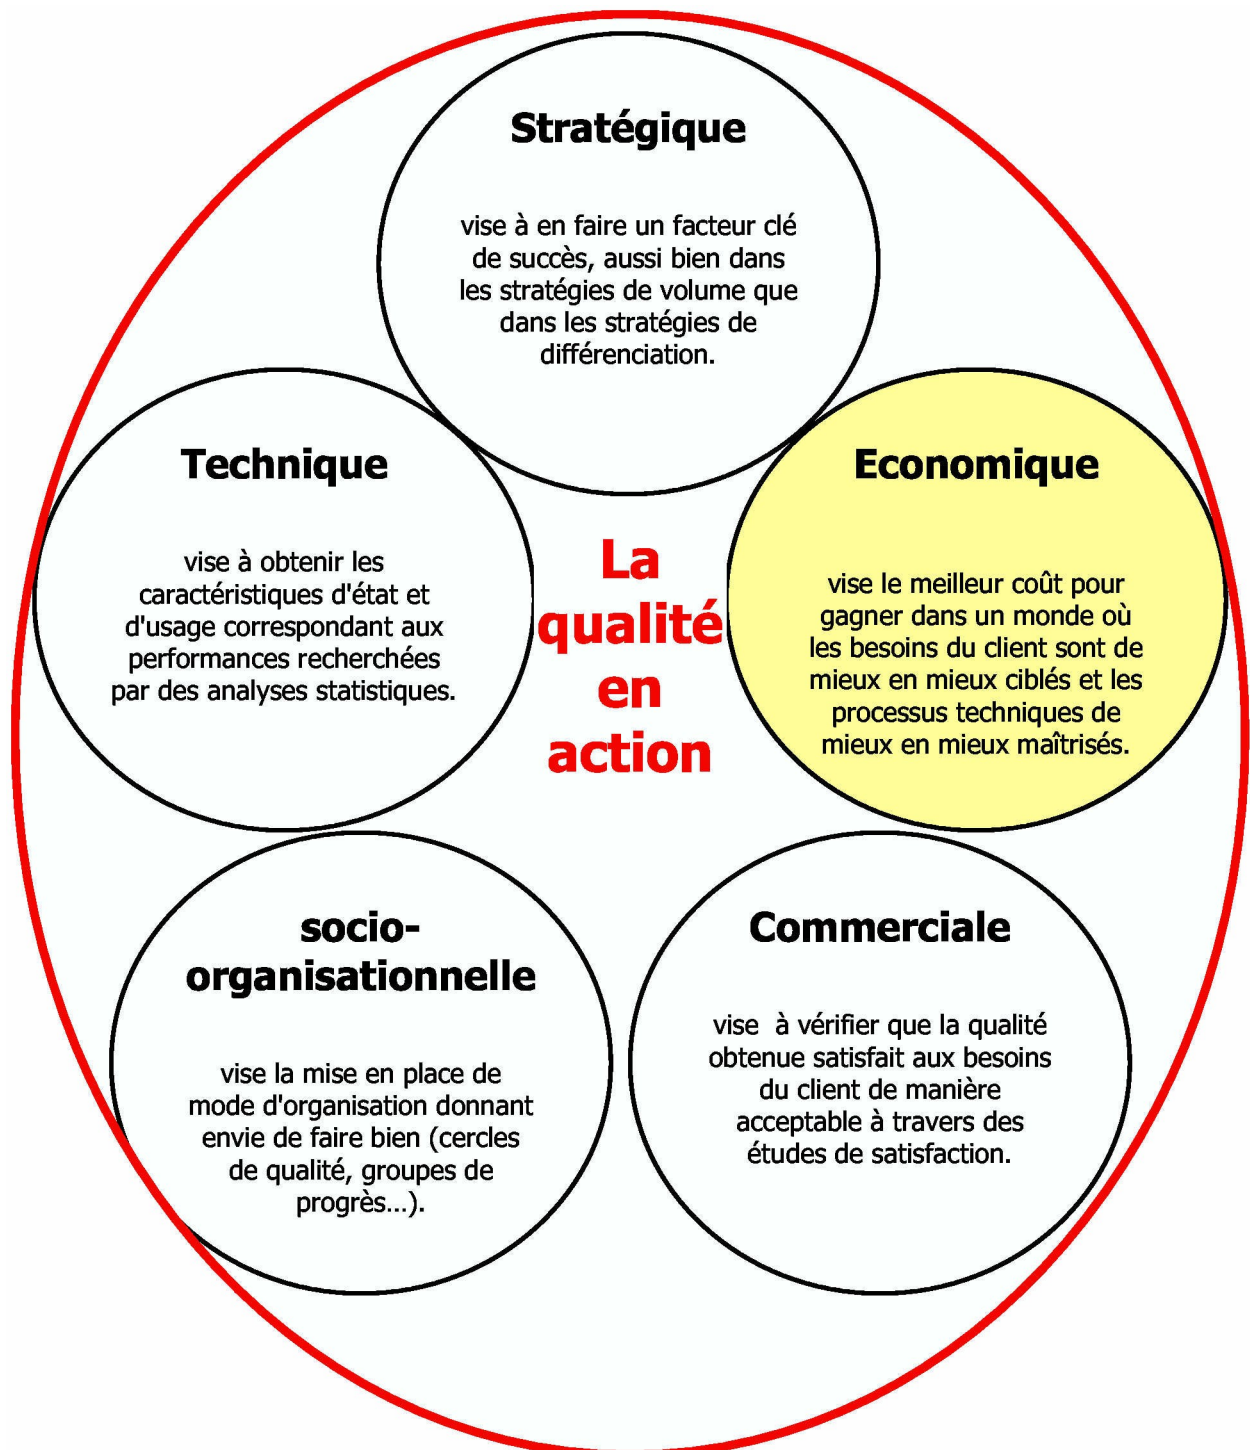 Stratégique
vise à en faire un facteur clé
de succès, aussi bien dans
les stratégies de volume que
dans les stratégies de
différenciation.
Technique
vise à obtenir les
caractéristiques d'état et
d'usage correspondant aux
performances recherchées
par des analyses statistiques.
La
qualité
en
action
Economique
vise le meilleur coût pour
gagner dans un monde où
les besoins du client sont de
mieux en mieux ciblés et les
processus techniques de
mieux en mieux maîtrisés.
socio-
organisationnelle
vise la mise en place de
mode d'organisation donnant
envie de faire bien (cercles
de qualité, groupes de
progrès...).
Commerciale
vise  à vérifier que la qualité
obtenue satisfait aux besoins
du client de manière
acceptable à travers des
études de satisfaction.